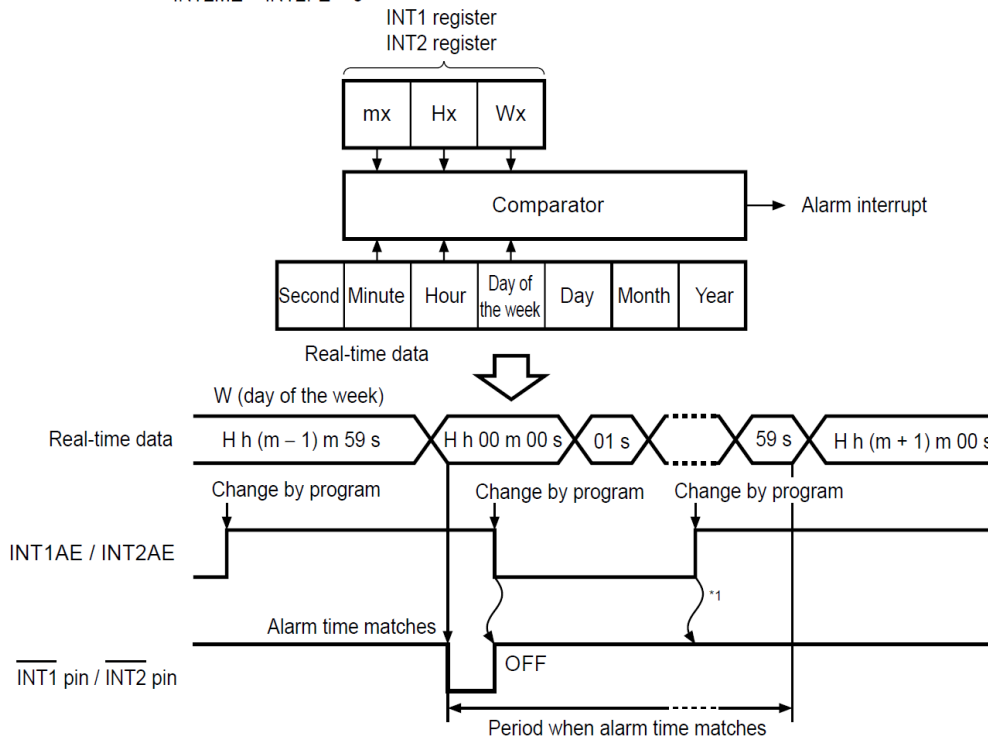 INT1 register
INT2 register
mx Hx Wx
Comparator
Alarm interrupt
Second Minute Hour Day of the week Day Month Year
Real-time data
W (day of the week)
Real-time data
H h (m − 1) m 59 s
H h 00 m 00 s
01 s
59 s
H h (m + 1) m 00 s
Change by program
Change by program
Change by program
INT1AE / INT2AE
*1
Alarm time matches
OFF
INT1 pin / INT2 pin
Period when alarm time matches